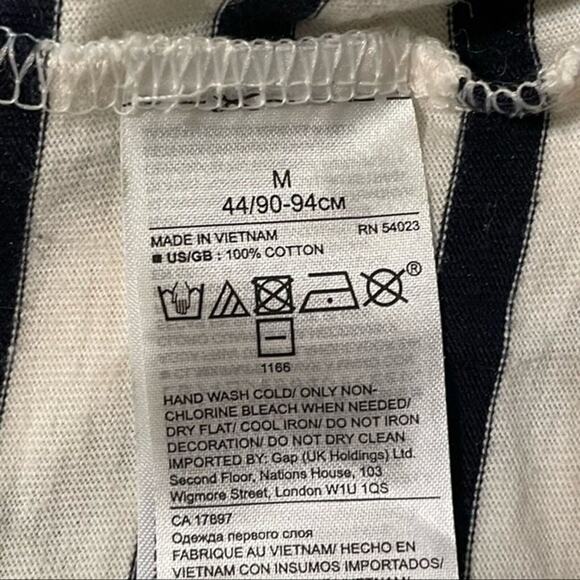 M
44/90-94CM
MADE IN VIETNAM RN 54023
■ US/GB : 100% COTTON
®
1166
HAND WASH COLD/ ONLY NON-
CHLORINE BLEACH WHEN NEEDED/
DRY FLAT/ COOL IRON/ DO NOT IRON
DECORATION/ DO NOT DRY CLEAN
IMPORTED BY: Gap (UK Holdings) Ltd.
Second Floor, Nations House, 103
Wigmore Street, London W1U 1QS
CA 17897
Одежда первого слоя
FABRIQUE AU VIETNAM/ HECHO EN
VIETNAM CON INSUMOS IMPORTADOS/